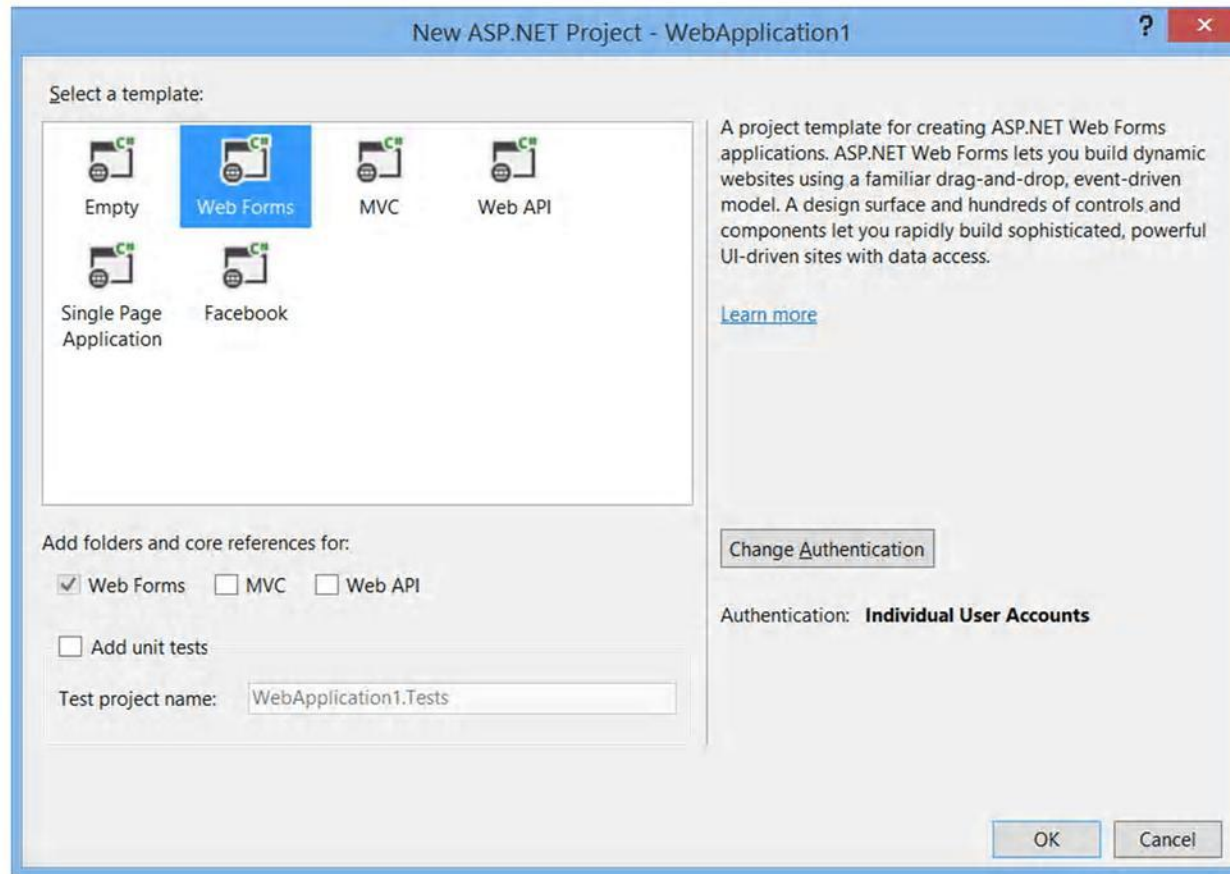 New ASP.NET Project - WebApplication1
?
Select a template:
C#
C#
C#
C#
Empty
Web Forms
MVC
Web API
C#
C#
Single Page
Application
Facebook
A project template for creating ASP.NET Web Forms
applications. ASP.NET Web Forms lets you build dynamic
websites using a familiar drag-and-drop, event-driven
model. A design surface and hundreds of controls and
components let you rapidly build sophisticated, powerful
UI-driven sites with data access.
Learn more
Add folders and core references for:
Web Forms
MVC
Web API
Add unit tests
Test project name:
WebApplication1.Tests
Change Authentication
Authentication: Individual User Accounts
OK
Cancel